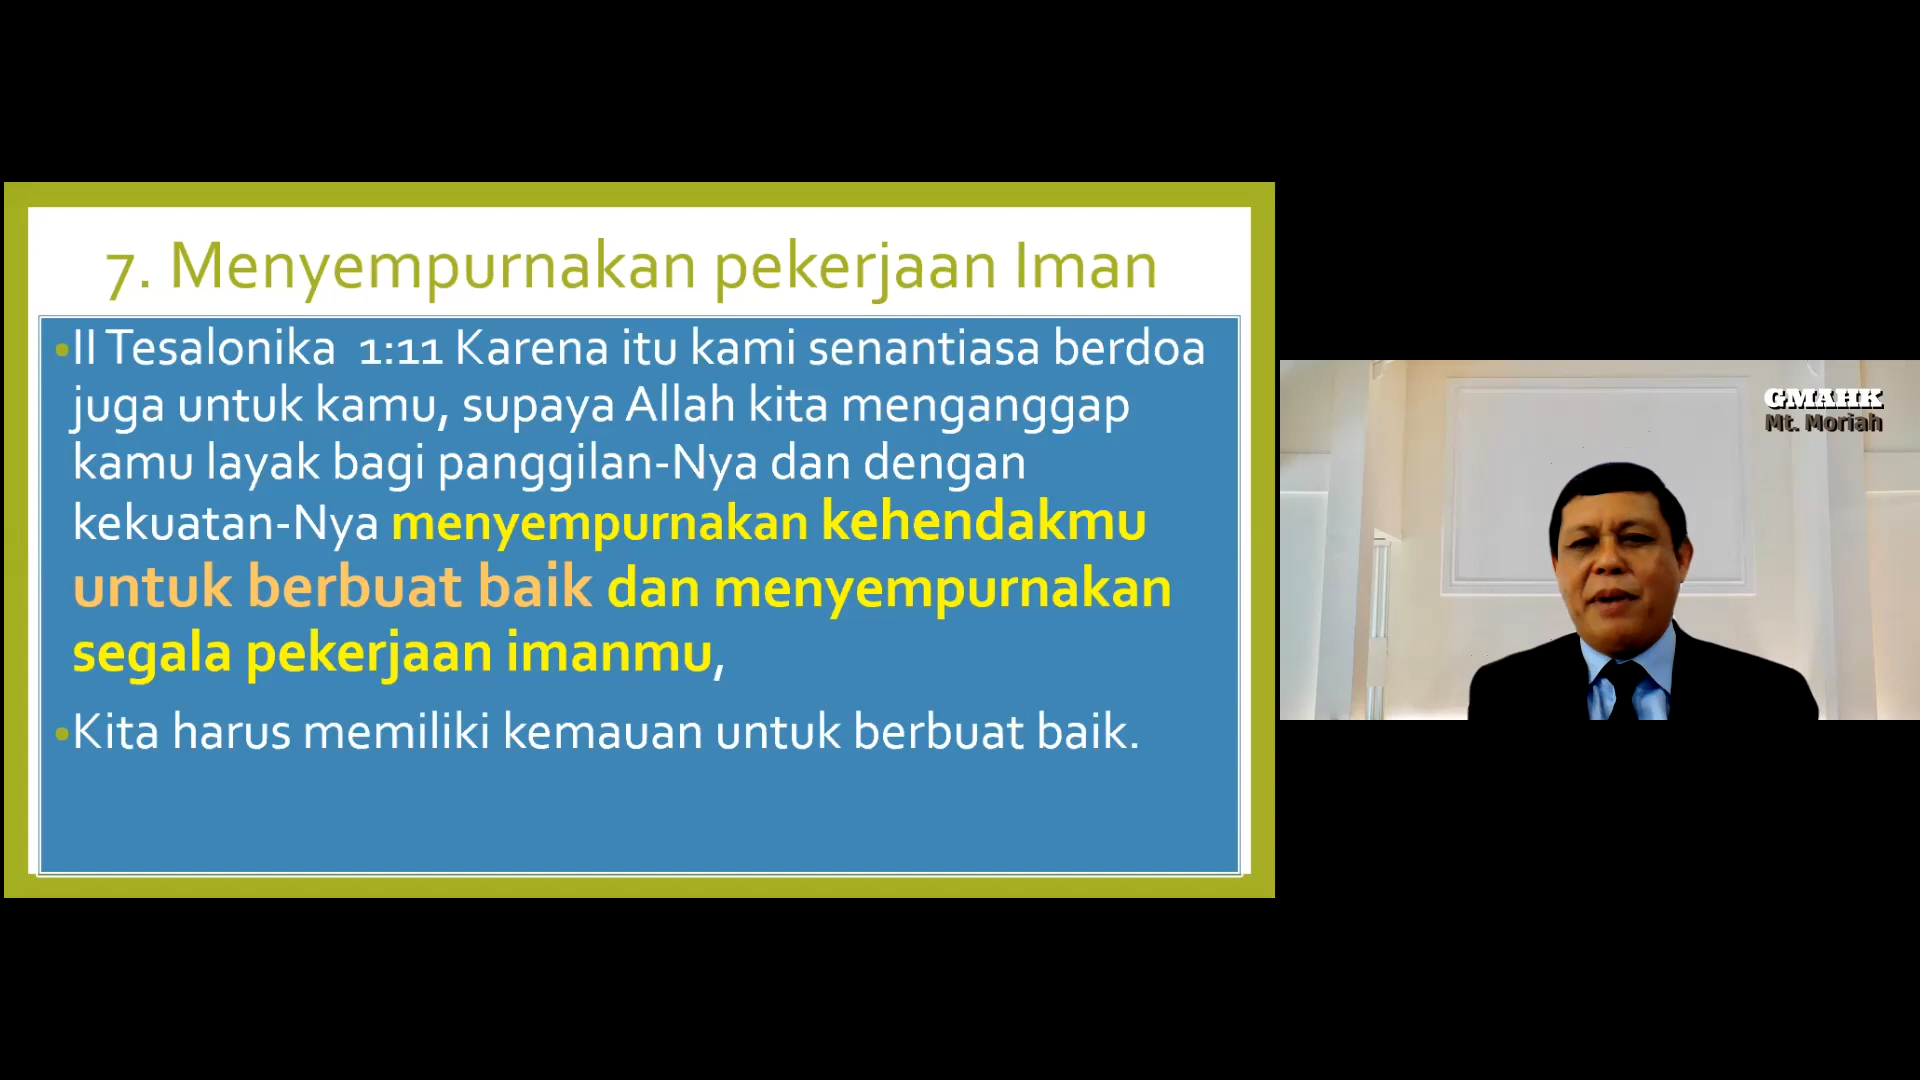 7. Menyempurnakan pekerjaan Iman
•II Tesalonika 1:11 Karena itu kami senantiasa berdoa
juga untuk kamu, supaya Allah kita menganggap
kamu layak bagi panggilan-Nya dan dengan
kekuatan-Nya menyempurnakan kehendakmu
untuk berbuat baik dan menyempurnakan
segala pekerjaan imanmu,
•Kita harus memiliki kemauan untuk berbuat baik.
GMAHK
Mt. Moriah